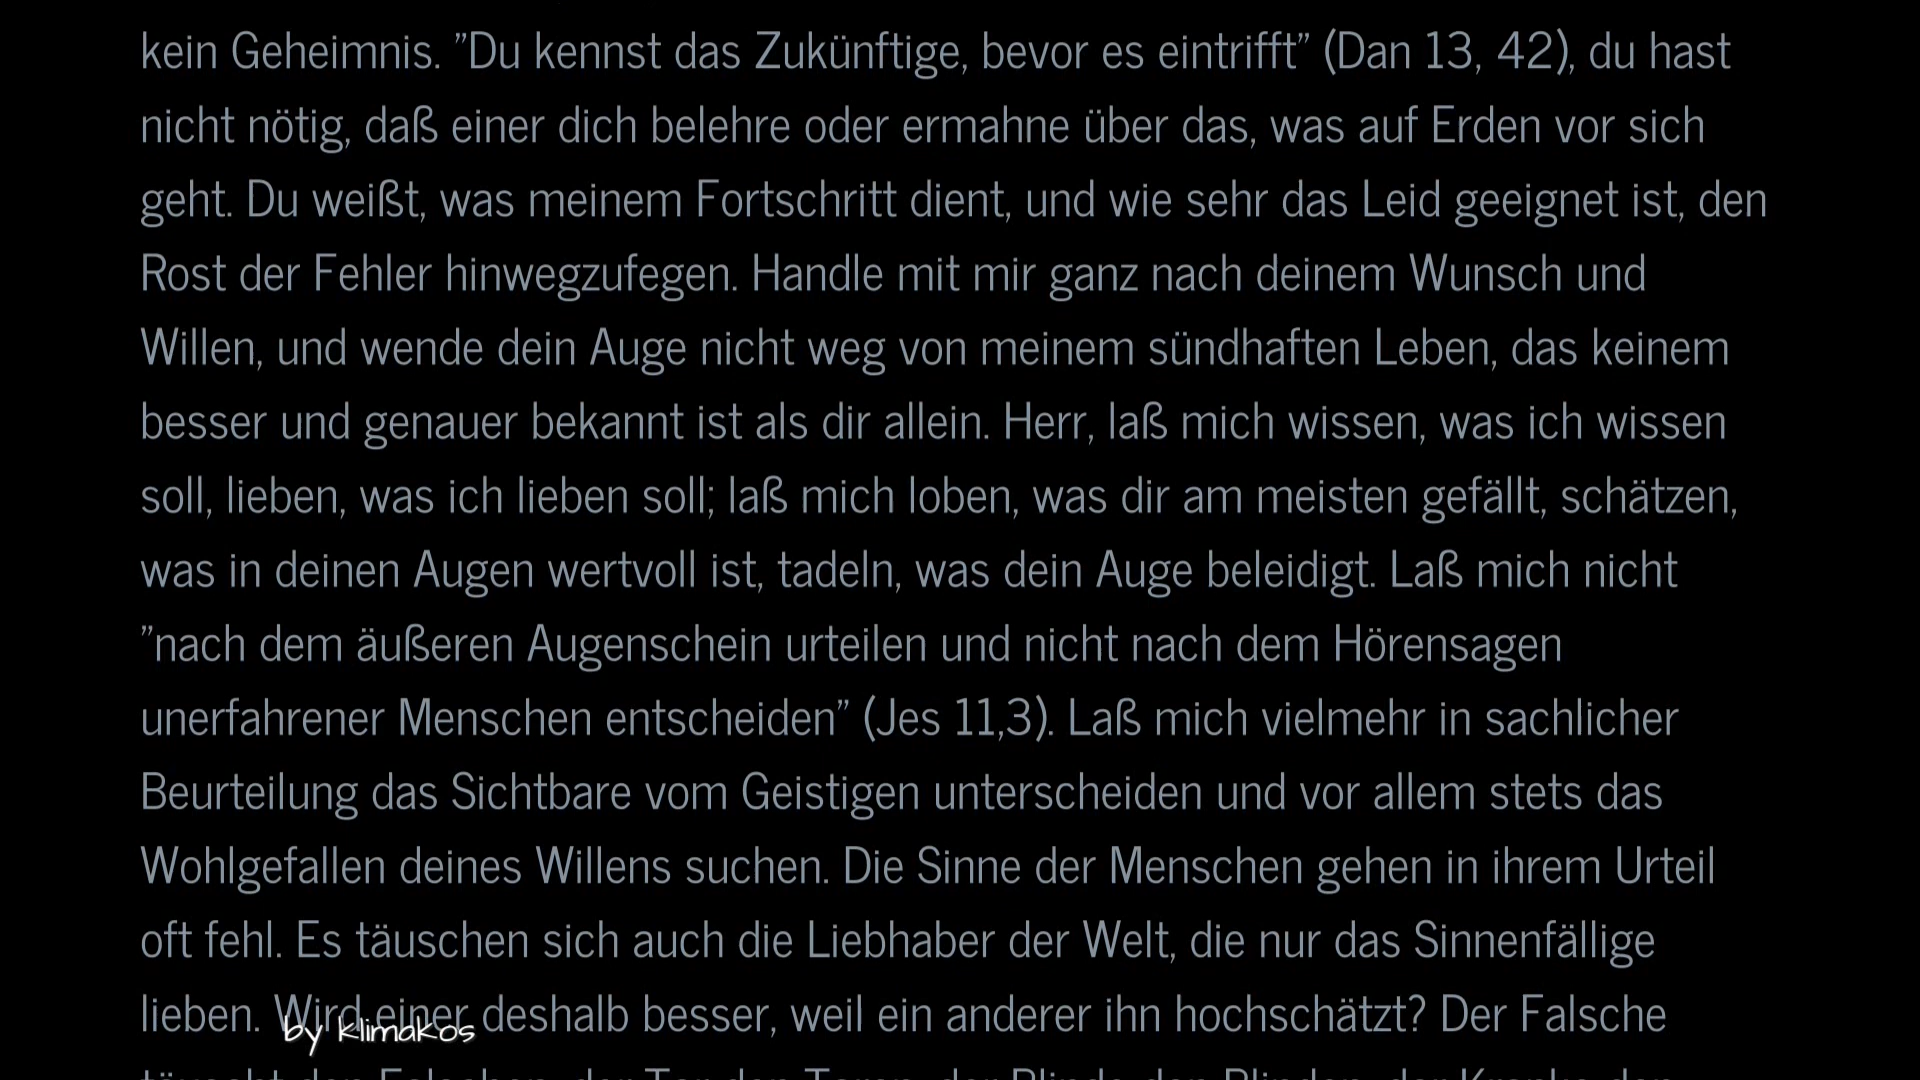 kein Geheimnis. ”Du kennst das Zukünftige, bevor es eintrifft” (Dan 13, 42), du hast
nicht nötig, daß einer dich belehre oder ermahne über das, was auf Erden vor sich
geht. Du weißt, was meinem Fortschritt dient, und wie sehr das Leid geeignet ist, den
Rost der Fehler hinwegzufegen. Handle mit mir ganz nach deinem Wunsch und
Willen, und wende dein Auge nicht weg von meinem sündhaften Leben, das keinem
besser und genauer bekannt ist als dir allein. Herr, laß mich wissen, was ich wissen
soll, lieben, was ich lieben soll; laß mich loben, was dir am meisten gefällt, schätzen,
was in deinen Augen wertvoll ist, tadeln, was dein Auge beleidigt. Laß mich nicht
”nach dem äußeren Augenschein urteilen und nicht nach dem Hörensagen
unerfahrener Menschen entscheiden” (Jes 11,3). Laß mich vielmehr in sachlicher
Beurteilung das Sichtbare vom Geistigen unterscheiden und vor allem stets das
Wohlgefallen deines Willens suchen. Die Sinne der Menschen gehen in ihrem Urteil
oft fehl. Es täuschen sich auch die Liebhaber der Welt, die nur das Sinnenfällige
lieben. Wird einer deshalb besser, weil ein anderer ihn hochschätzt? Der Falsche
by klimakos